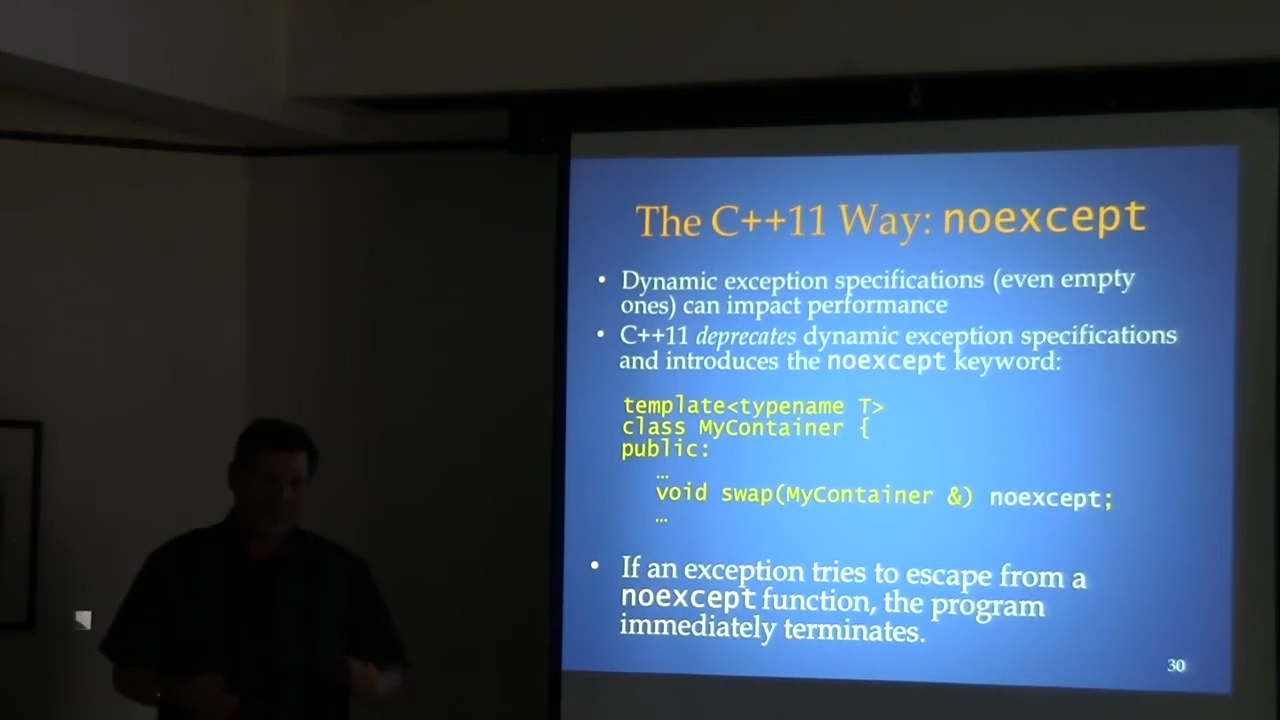 The C++11 Way: noexcept
• Dynamic exception specifications (even empty
ones) can impact performance
• C++11 deprecates dynamic exception specifications
and introduces the noexcept keyword:
template<typename T>
class MyContainer {
public:
…
void swap(MyContainer &) noexcept;
…
• If an exception tries to escape from a
noexcept function, the program
immediately terminates.
30